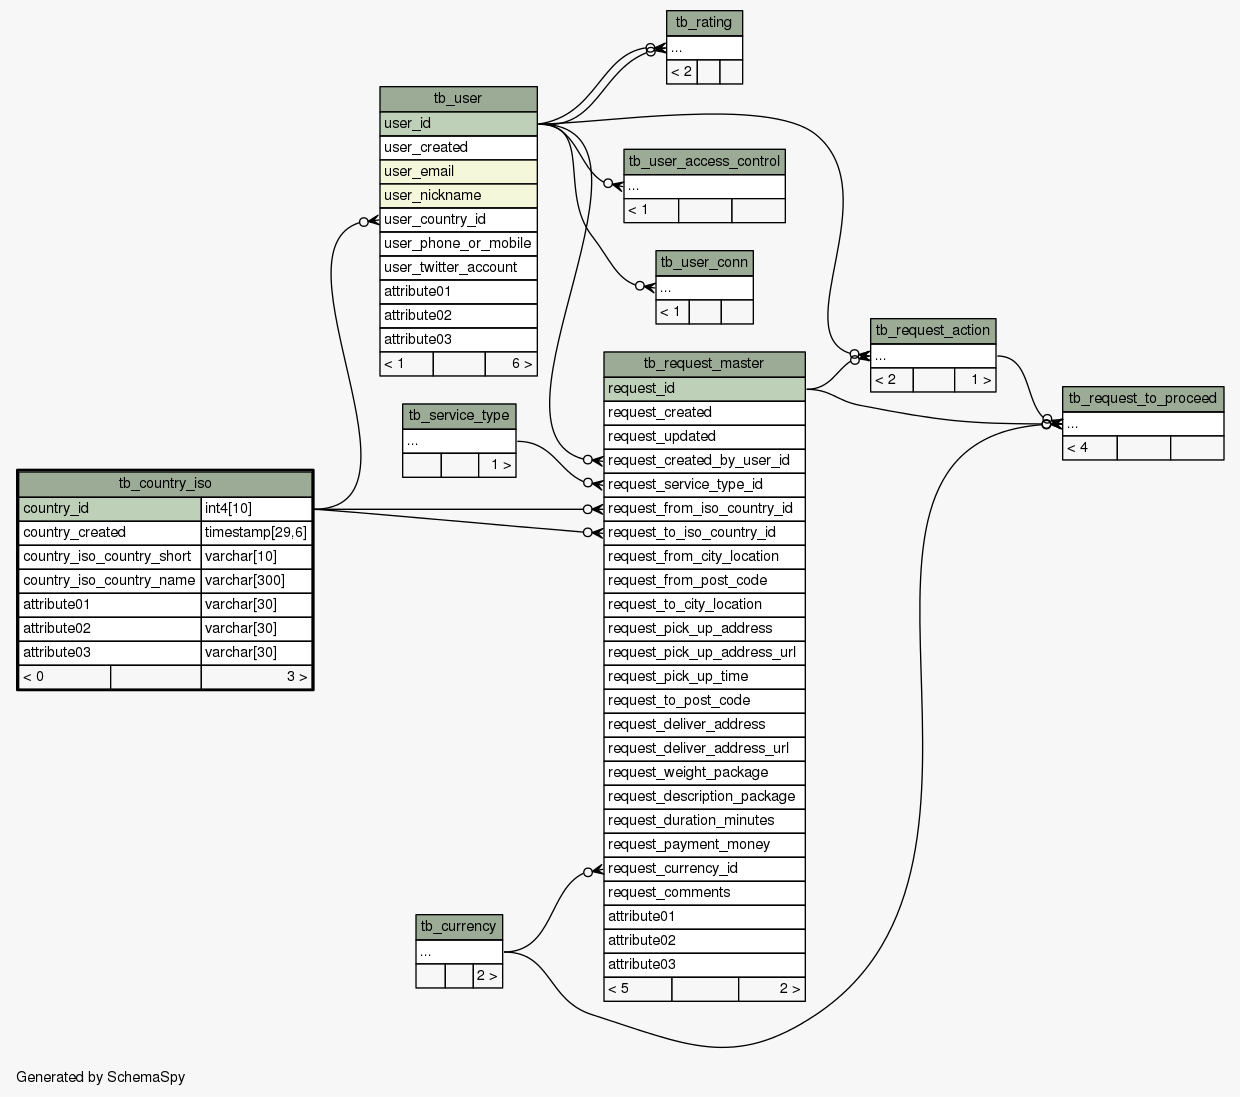 tb_rating
...
< 2
tb_user
user_id
user_created
user_email
user_nickname
user_country_id
user_phone_or_mobile
user_twitter_account
attribute01
attribute02
attribute03
< 1 6 >
tb_user_access_control
...
< 1
tb_user_conn
...
< 1
tb_request_action
...
< 2 1 >
tb_request_to_proceed
...
< 4
tb_request_master
request_id
request_created
request_updated
request_created_by_user_id
request_service_type_id
request_from_iso_country_id
request_to_iso_country_id
request_from_city_location
request_from_post_code
request_to_city_location
request_pick_up_address
request_pick_up_address_url
request_pick_up_time
request_to_post_code
request_deliver_address
request_deliver_address_url
request_weight_package
request_description_package
request_duration_minutes
request_payment_money
request_currency_id
request_comments
attribute01
attribute02
attribute03
< 5 2 >
tb_service_type
...
1 >
tb_country_iso
country_id int4[10]
country_created timestamp[29,6]
country_iso_country_short varchar[10]
country_iso_country_name varchar[300]
attribute01 varchar[30]
attribute02 varchar[30]
attribute03 varchar[30]
< 0 3 >
tb_currency
...
2 >
Generated by SchemaSpy